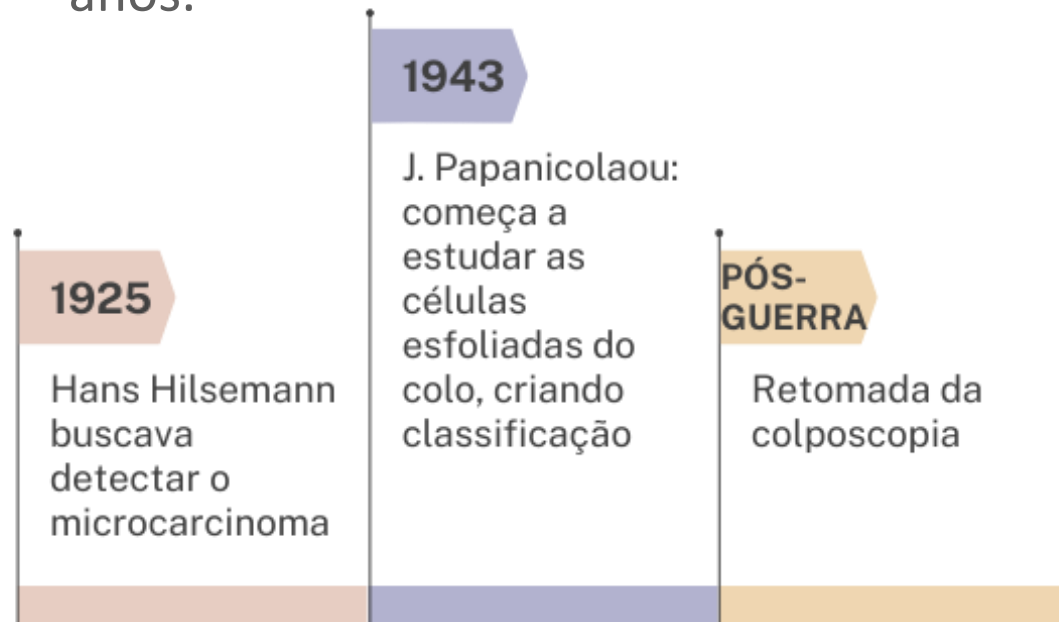 anos.
1925
Hans Hilsemann
buscava
detectar o
microcarcinoma
1943
J. Papanicolaou:
começa a
estudar as
células
esfoliadas do
colo, criando
classificação
PÓS-
GUERRA
Retomada da
colposcopia